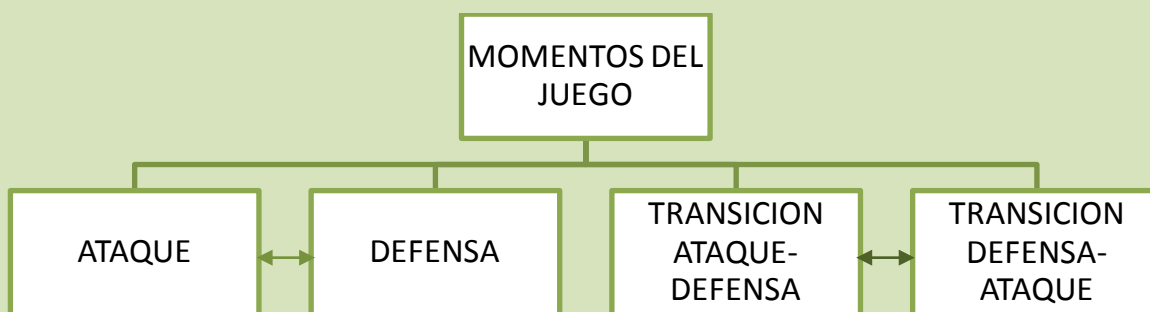 MOMENTOS DEL
JUEGO
ATAQUE
DEFENSA
TRANSICION
ATAQUE-
DEFENSA
TRANSICION
DEFENSA-
ATAQUE